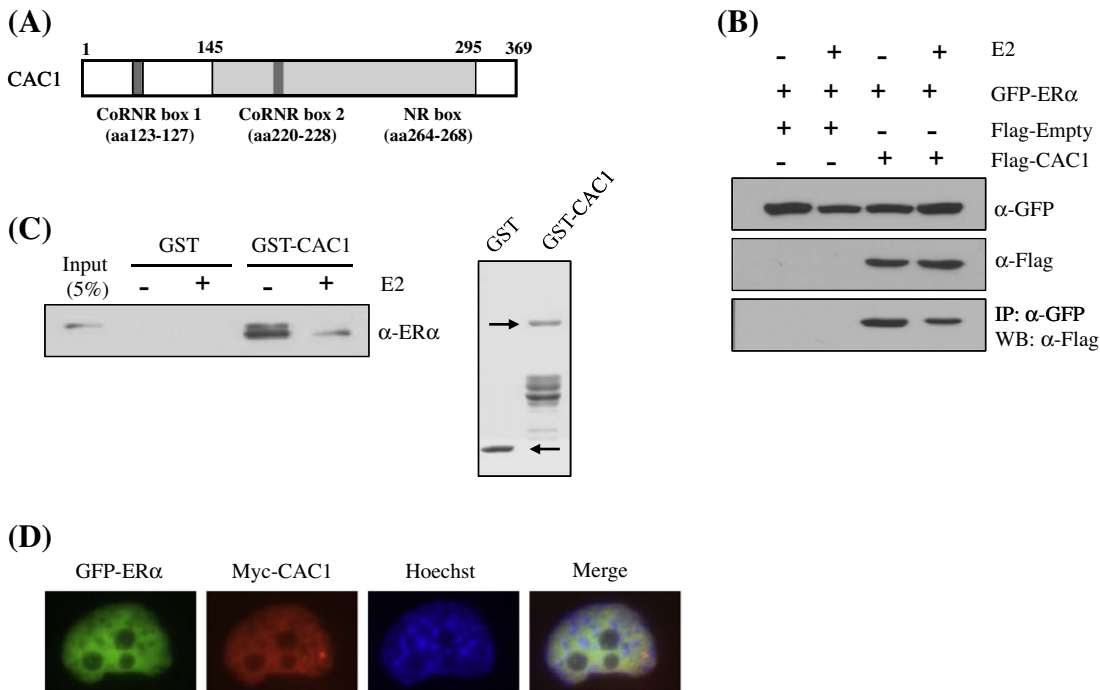 (A)
1 145 295 369
CAC1
CoRNR box 1 CoRNR box 2 NR box
(aa123-127) (aa220-228) (aa264-268)
(B)
- + - + E2
+ + + + GFP-ERα
+ + - - Flag-Empty
- - + + Flag-CAC1
α-GFP
α-Flag
IP: α-GFP
WB: α-Flag
(C)
GST GST-CAC1
Input
(5%) - + - + E2
α-ERα
GST GST-CAC1
(D)
GFP-ERα Myc-CAC1 Hoechst Merge